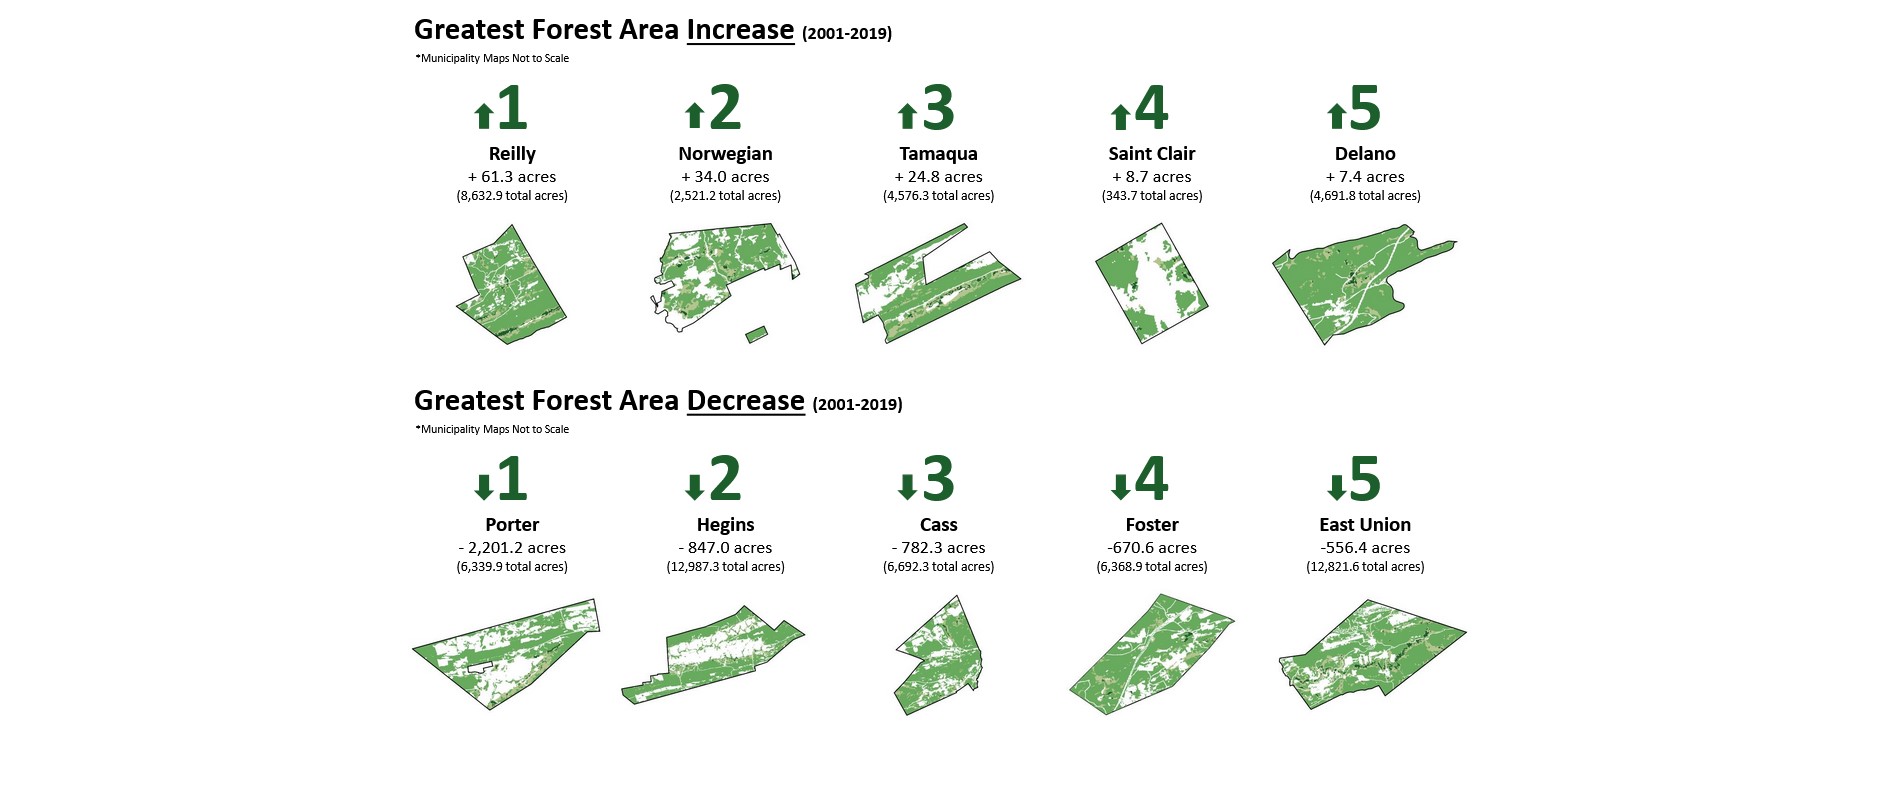 Greatest Forest Area Increase (2001-2019)
*Municipality Maps Not to Scale
1
Reilly
+ 61.3 acres
(8,632.9 total acres)
2
Norwegian
+ 34.0 acres
(2,521.2 total acres)
3
Tamaqua
+ 24.8 acres
(4,576.3 total acres)
4
Saint Clair
+ 8.7 acres
(343.7 total acres)
5
Delano
+ 7.4 acres
(4,691.8 total acres)
Greatest Forest Area Decrease (2001-2019)
*Municipality Maps Not to Scale
1
Porter
- 2,201.2 acres
(6,339.9 total acres)
2
Hegins
- 847.0 acres
(12,987.3 total acres)
3
Cass
- 782.3 acres
(6,692.3 total acres)
4
Foster
-670.6 acres
(6,368.9 total acres)
5
East Union
-556.4 acres
(12,821.6 total acres)